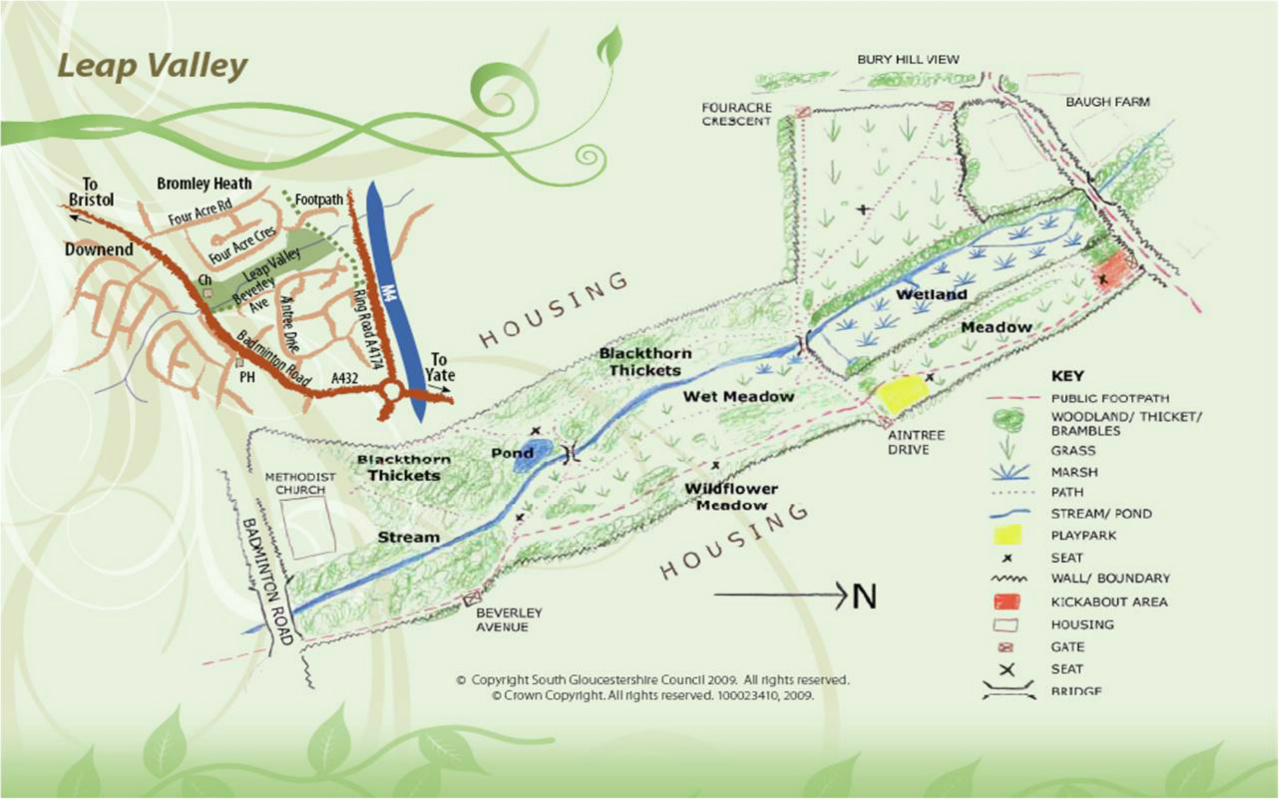 Leap Valley
To
Bristol
Bromley Heath
Footpath
Four Acre Rd
Four Acre Cres
Downend
Ch
Leap Valley
Beverley
Ave
Aintree Drive
Ring Road A4174
M4
Badminton Road
PH
A432
To
Yate
BURY HILL VIEW
FOURACRE
CRESCENT
BAUGH FARM
HOUSING
Wetland
Meadow
Blackthorn
Thickets
Wet Meadow
Pond
Blackthorn
Thickets
METHODIST
CHURCH
Stream
BADMINTON ROAD
Wildflower
Meadow
HOUSING
AINTREE
DRIVE
BEVERLEY
AVENUE
N
KEY
PUBLIC FOOTPATH
WOODLAND/ THICKET/
BRAMBLES
GRASS
MARSH
PATH
STREAM/ POND
PLAYPARK
SEAT
WALL/ BOUNDARY
KICKABOUT AREA
HOUSING
GATE
SEAT
BRIDGE
© Copyright South Gloucestershire Council 2009. All rights reserved.
© Crown Copyright. All rights reserved. 100023410, 2009.